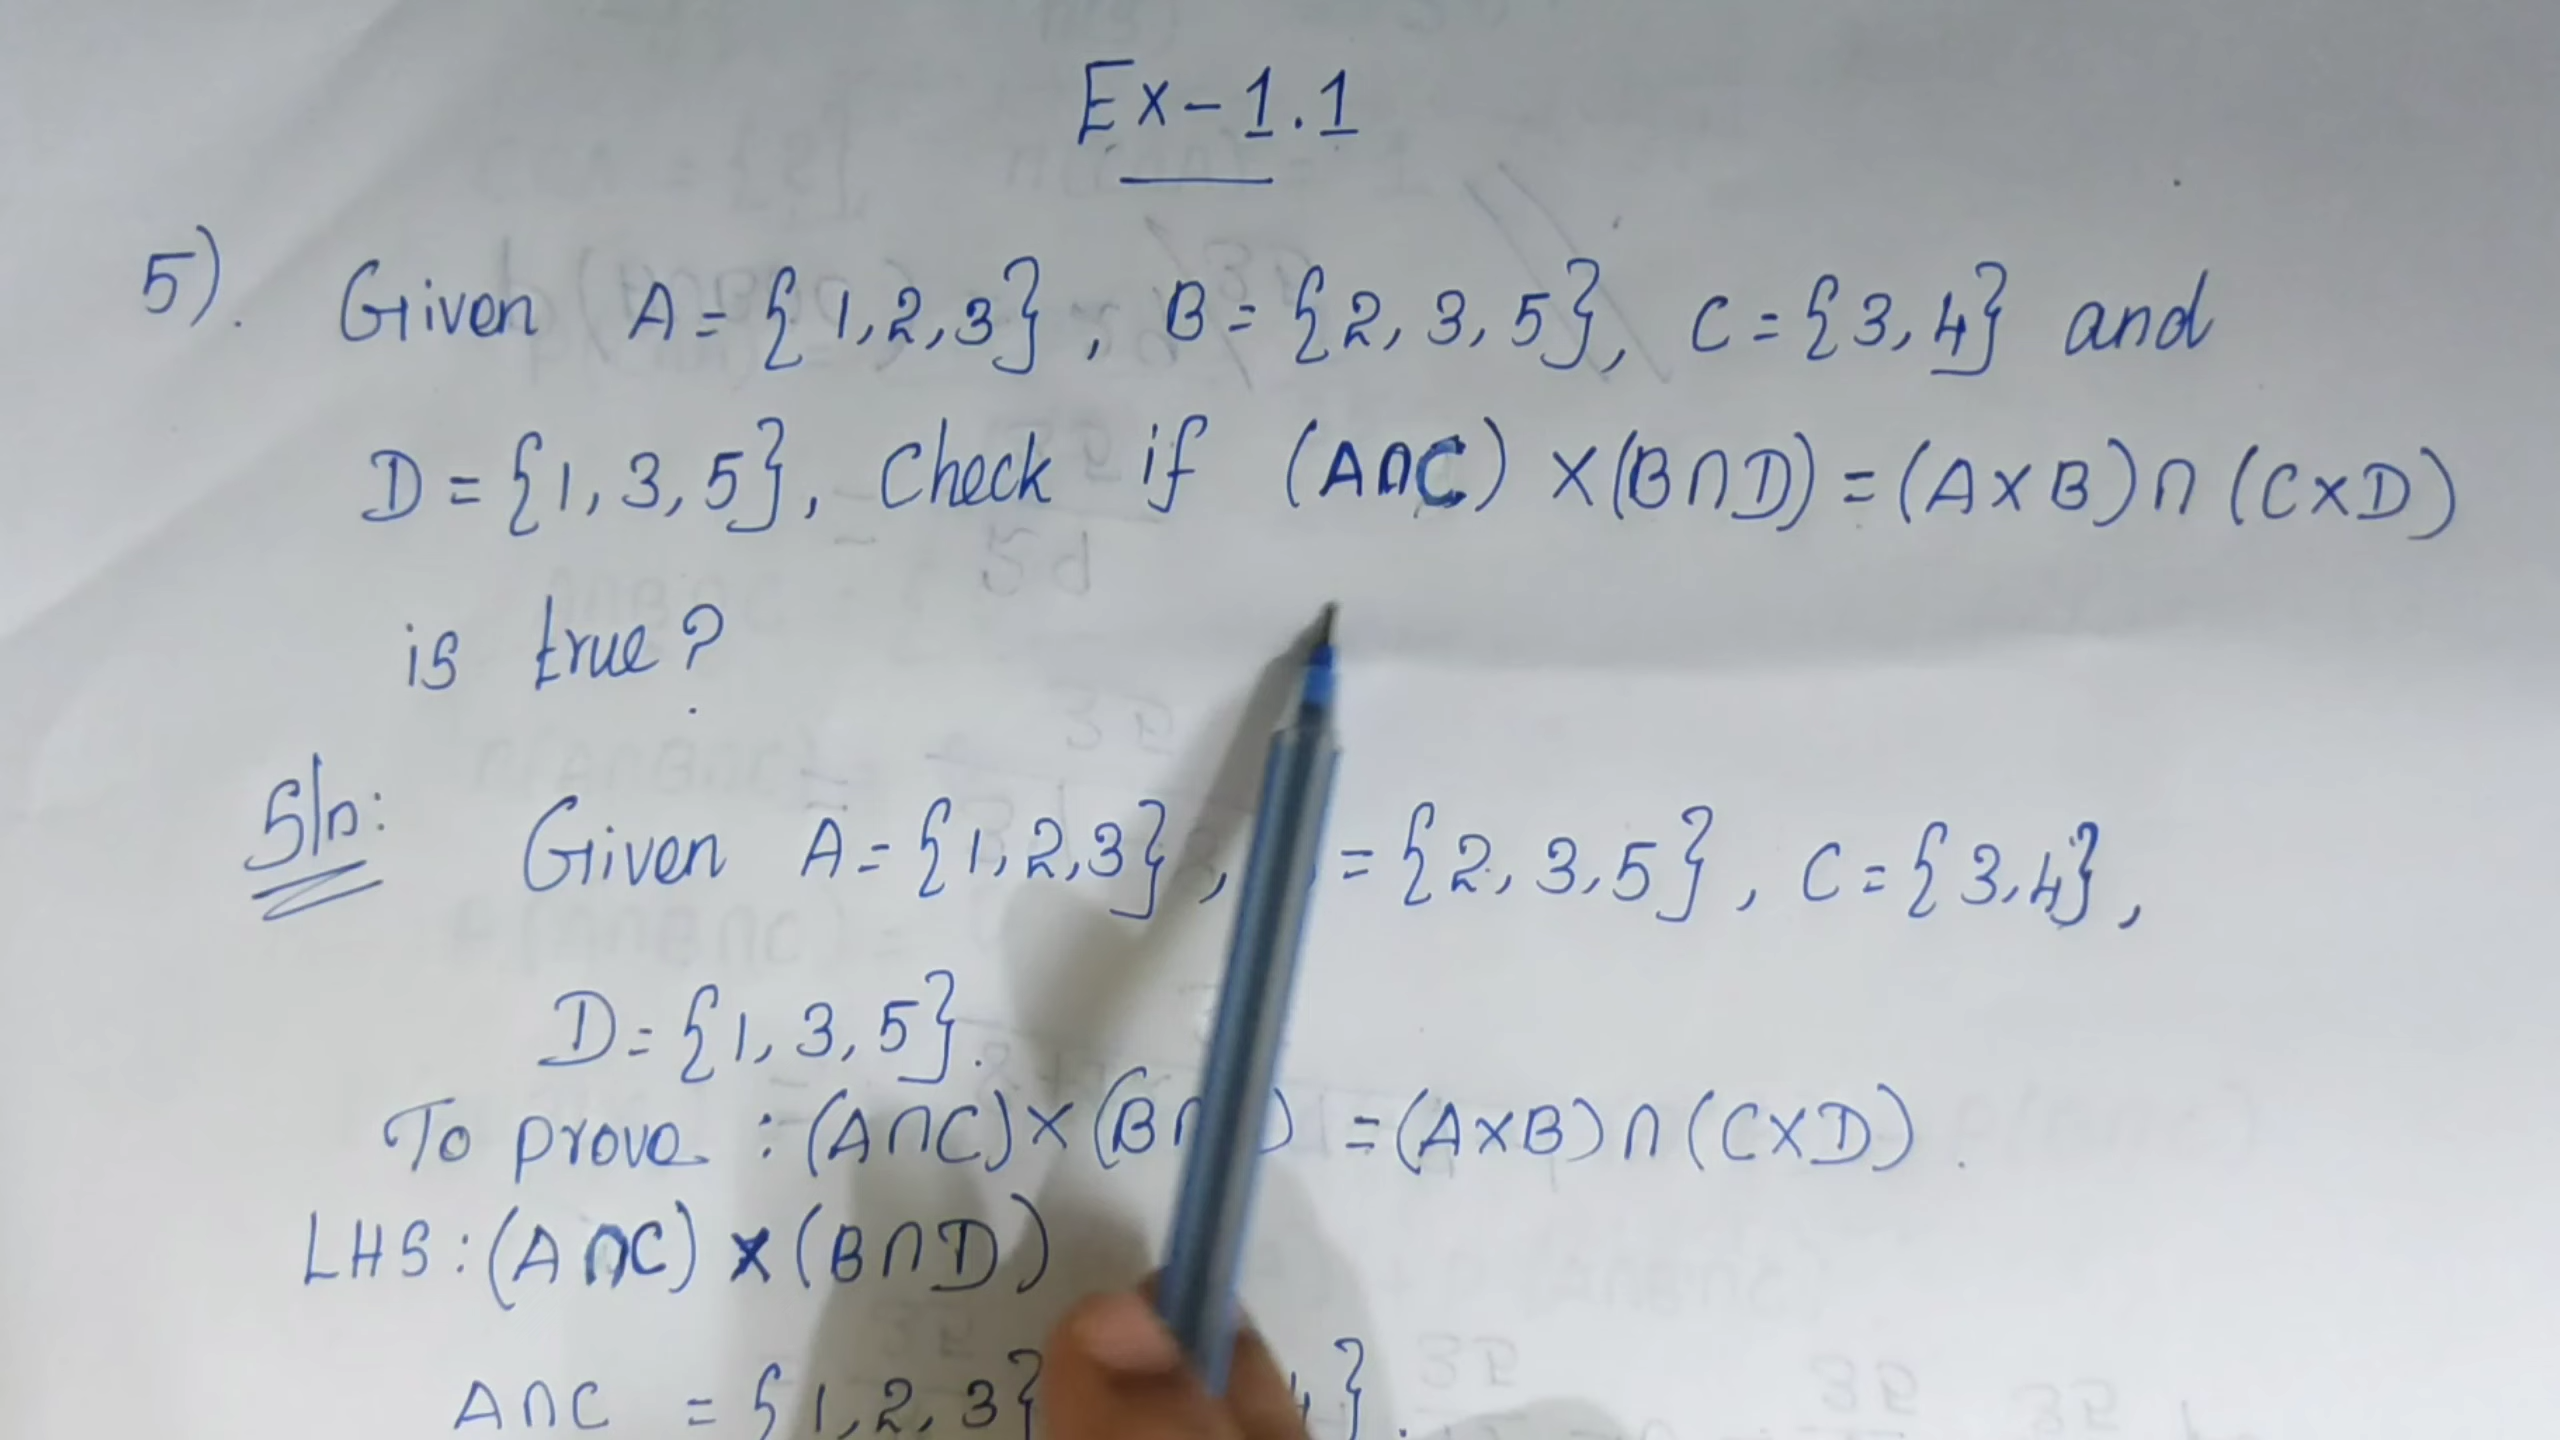 Ex-1.1
5). Given A={1,2,3}, B={2,3,5}, C={3,4} and
D={1,3,5}, Check if (A∩C)×(B∩D)=(A×B)∩(C×D)
is true?
Sln: Given A={1,2,3}, ={2,3,5}, C={3,4},
D={1,3,5}.
To prove :(A∩C)×(B∩ ) =(A×B)∩(C×D).
LHS:(A∩C)×(B∩D)
A∩C = {1,2,3} 4}.